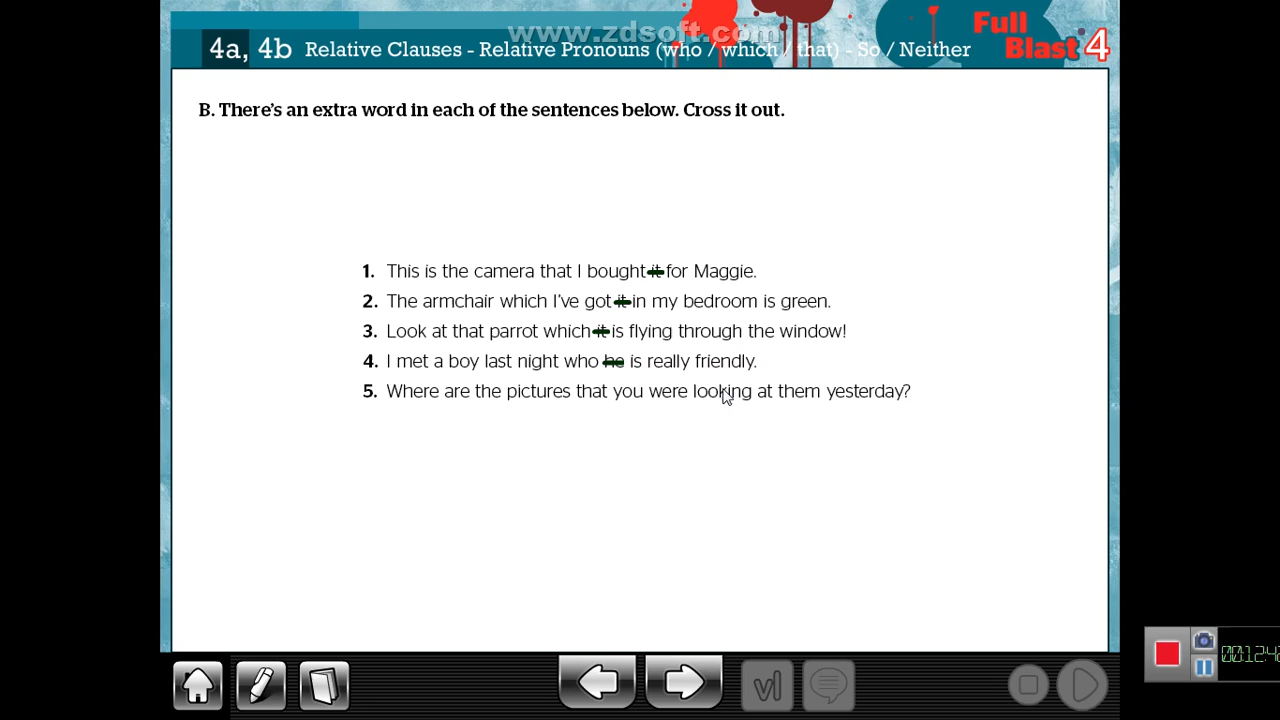 www.zdsoft.com
Full
Blast 4
4a, 4b Relative Clauses - Relative Pronouns (who / which / that) - So / Neither
B. There's an extra word in each of the sentences below. Cross it out.
1. This is the camera that I bought it for Maggie.
2. The armchair which I've got it in my bedroom is green.
3. Look at that parrot which it is flying through the window!
4. I met a boy last night who he is really friendly.
5. Where are the pictures that you were looking at them yesterday?